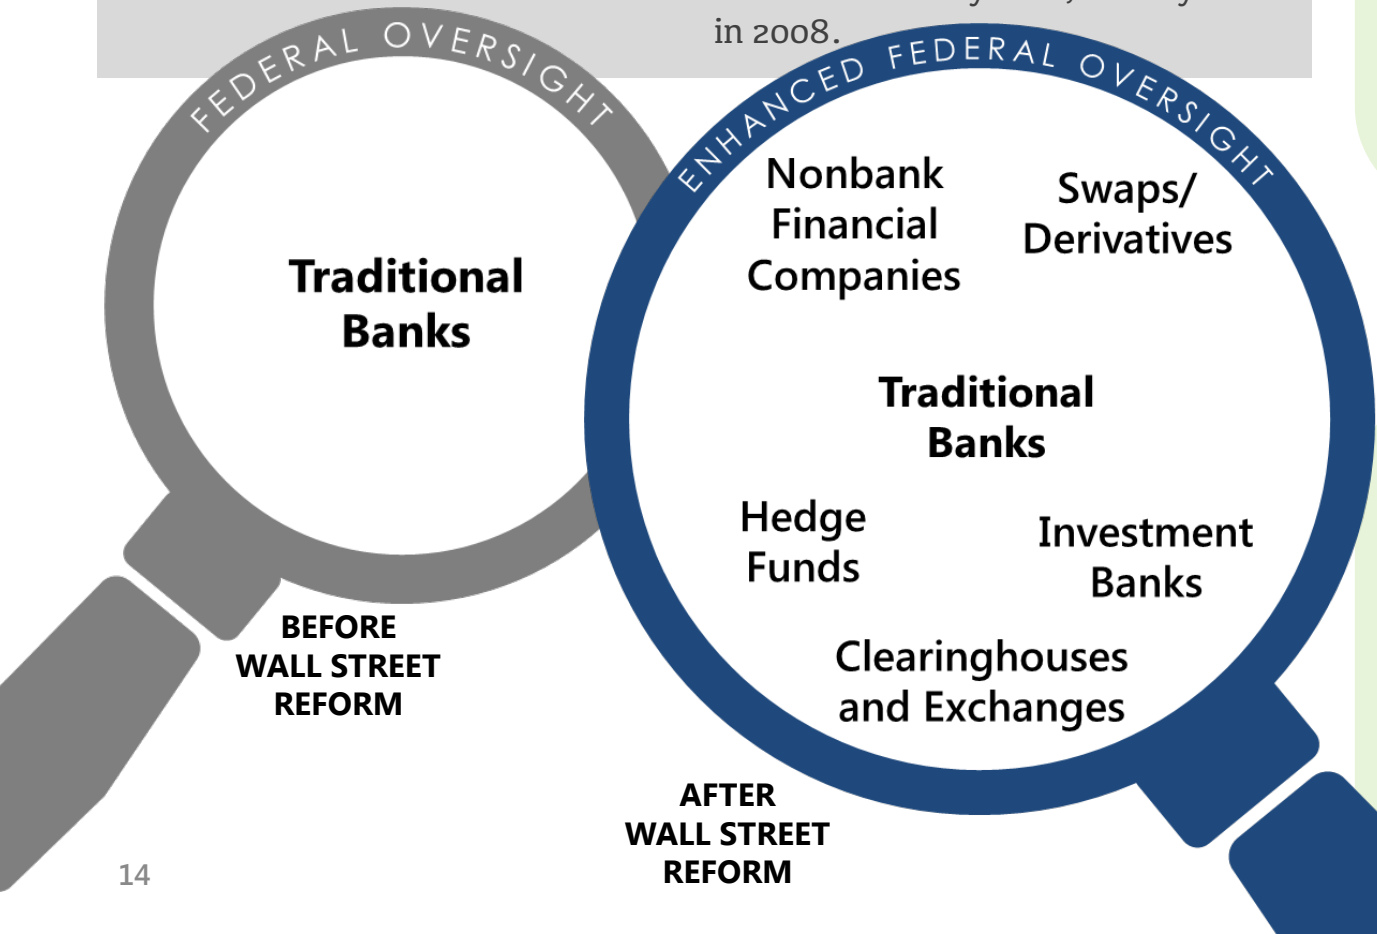 in 2008.
FEDERAL OVERSIGHT
Traditional
Banks
BEFORE
WALL STREET
REFORM
ENHANCED FEDERAL OVERSIGHT
Nonbank
Financial
Companies
Swaps/
Derivatives
Traditional
Banks
Hedge
Funds
Investment
Banks
Clearinghouses
and Exchanges
AFTER
WALL STREET
REFORM
14